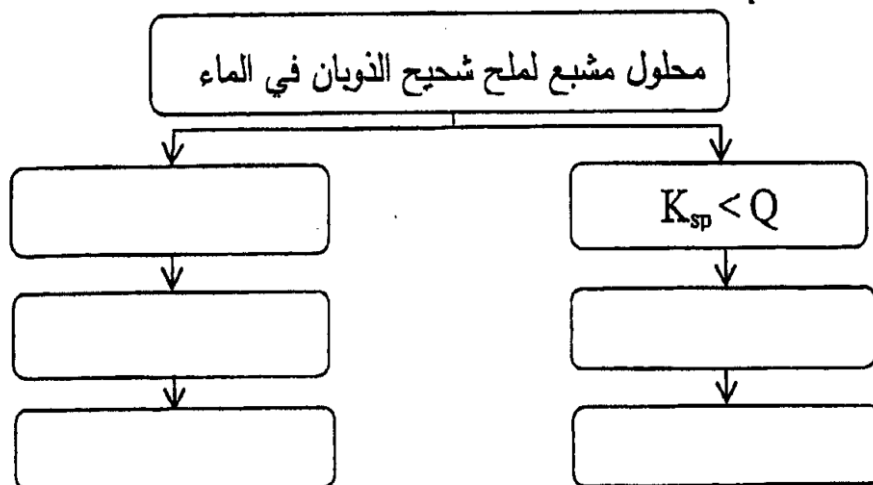 محلول مشبع لملح شحيح الذوبان في الماء
K_sp < Q